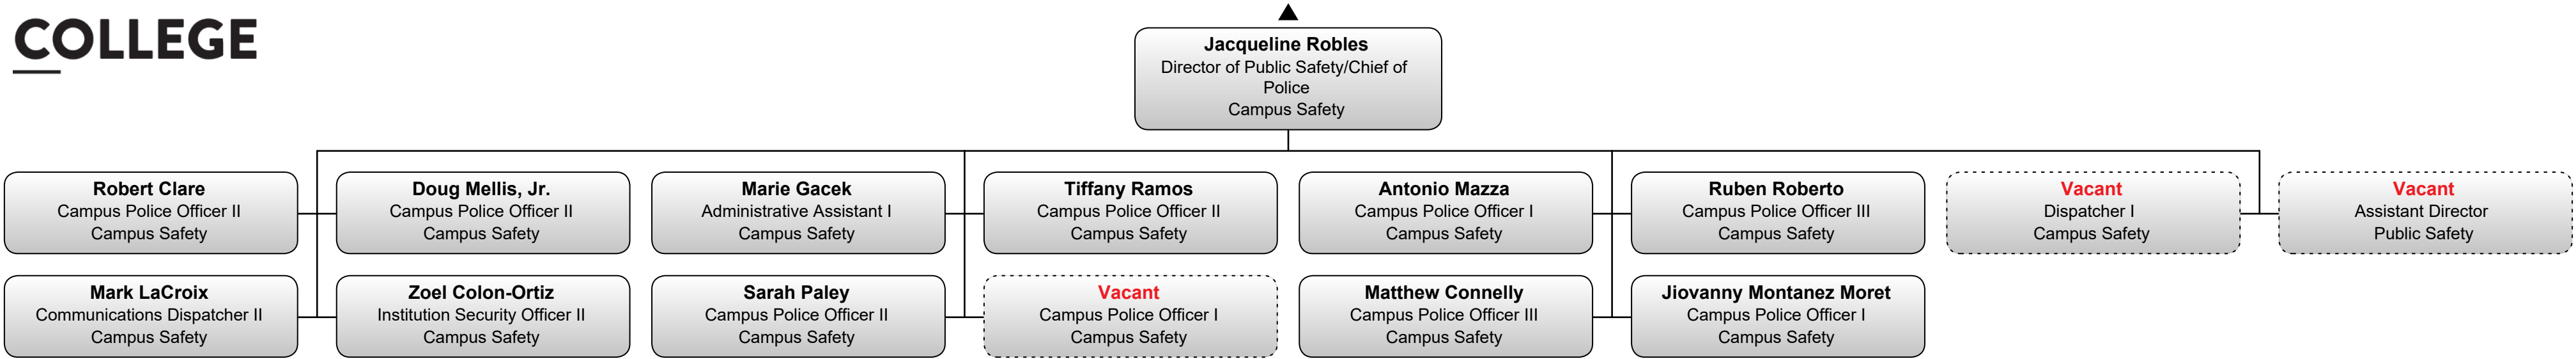 COLLEGE
Jacqueline Robles
Director of Public Safety/Chief of
Police
Campus Safety
Robert Clare
Campus Police Officer II
Campus Safety
Doug Mellis, Jr.
Campus Police Officer II
Campus Safety
Marie Gacek
Administrative Assistant I
Campus Safety
Tiffany Ramos
Campus Police Officer II
Campus Safety
Antonio Mazza
Campus Police Officer I
Campus Safety
Ruben Roberto
Campus Police Officer III
Campus Safety
Vacant
Dispatcher I
Campus Safety
Vacant
Assistant Director
Public Safety
Mark LaCroix
Communications Dispatcher II
Campus Safety
Zoel Colon-Ortiz
Institution Security Officer II
Campus Safety
Sarah Paley
Campus Police Officer II
Campus Safety
Vacant
Campus Police Officer I
Campus Safety
Matthew Connelly
Campus Police Officer III
Campus Safety
Jiovanny Montanez Moret
Campus Police Officer I
Campus Safety